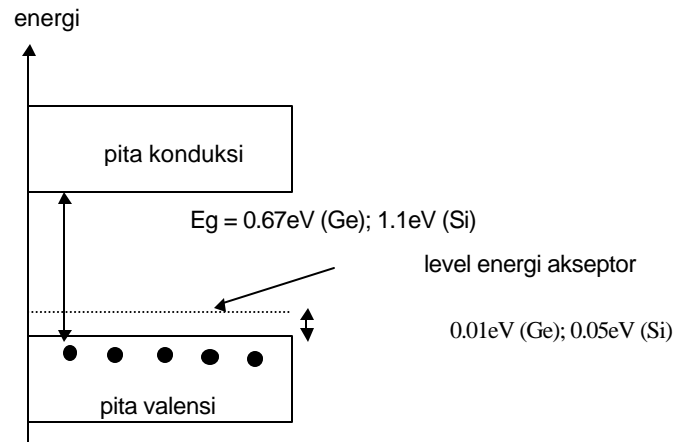 energi
pita konduksi
Eg = 0.67eV (Ge); 1.1eV (Si)
level energi akseptor
0.01eV (Ge); 0.05eV (Si)
pita valensi